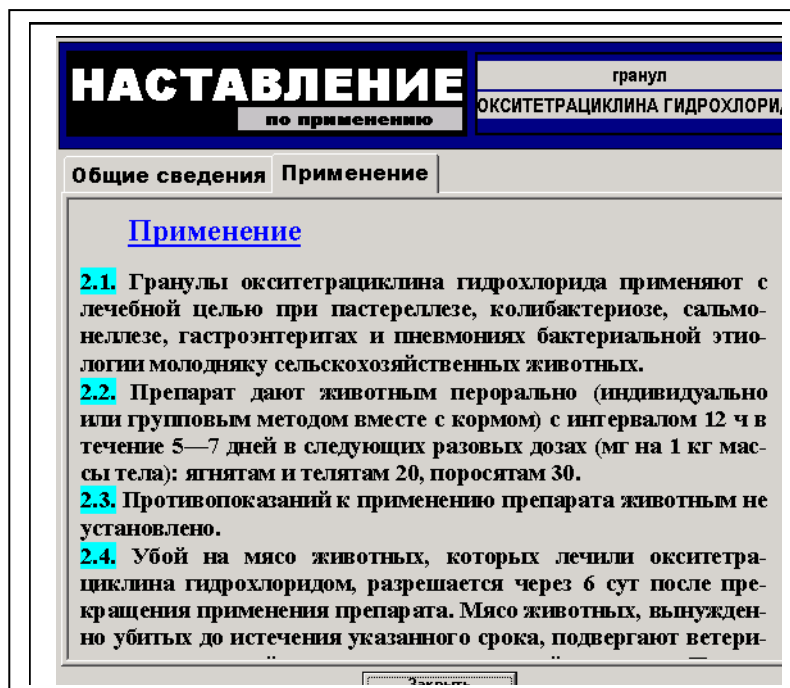 НАСТАВЛЕНИЕ
по применению
гранул
ОКСИТЕТРАЦИКЛИНА ГИДРОХЛОРИ
Общие сведения Применение
Применение
2.1. Гранулы окситетрациклина гидрохлорида применяют с
лечебной целью при пастереллезе, колибактериозе, сальмо-
неллезе, гастроэнтеритах и пневмониях бактериальной этио-
логии молодняку сельскохозяйственных животных.
2.2. Препарат дают животным перорально (индивидуально
или групповым методом вместе с кормом) с интервалом 12 ч в
течение 5—7 дней в следующих разовых дозах (мг на 1 кг мас-
сы тела): ягнятам и телятам 20, поросятам 30.
2.3. Противопоказаний к применению препарата животным не
установлено.
2.4. Убой на мясо животных, которых лечили окситетра-
циклина гидрохлоридом, разрешается через 6 сут после пре-
кращения применения препарата. Мясо животных, вынужден-
но убитых до истечения указанного срока, подвергают ветери-
Закрыть